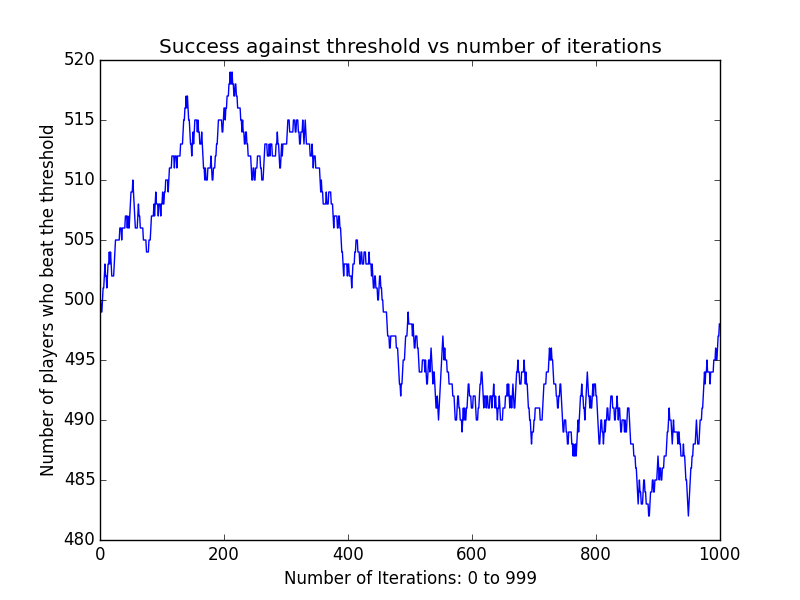 Success against threshold vs number of iterations
520
515
510
505
500
495
490
485
480
Number of players who beat the threshold
0 200 400 600 800 1000
Number of Iterations: 0 to 999